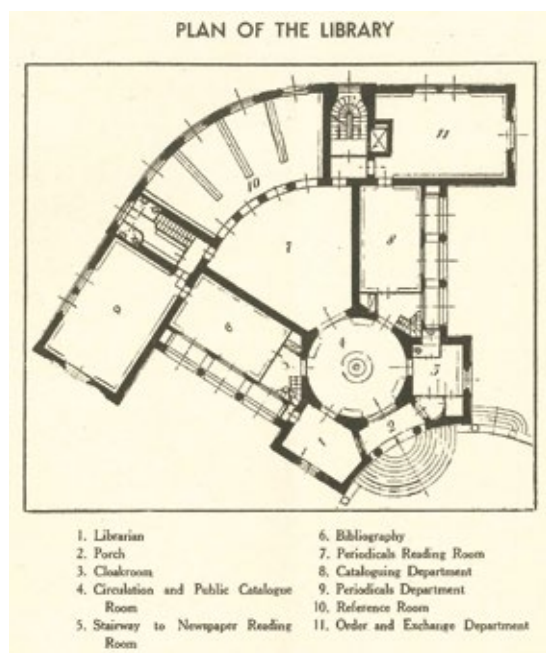 PLAN OF THE LIBRARY
11
10
7
8
9
6
4
3
2
1
1. Librarian
2. Porch
3. Cloakroom
4. Circulation and Public Catalogue
Room
5. Stairway to Newspaper Reading
Room
6. Bibliography
7. Periodicals Reading Room
8. Cataloguing Department
9. Periodicals Department
10. Reference Room
11. Order and Exchange Department